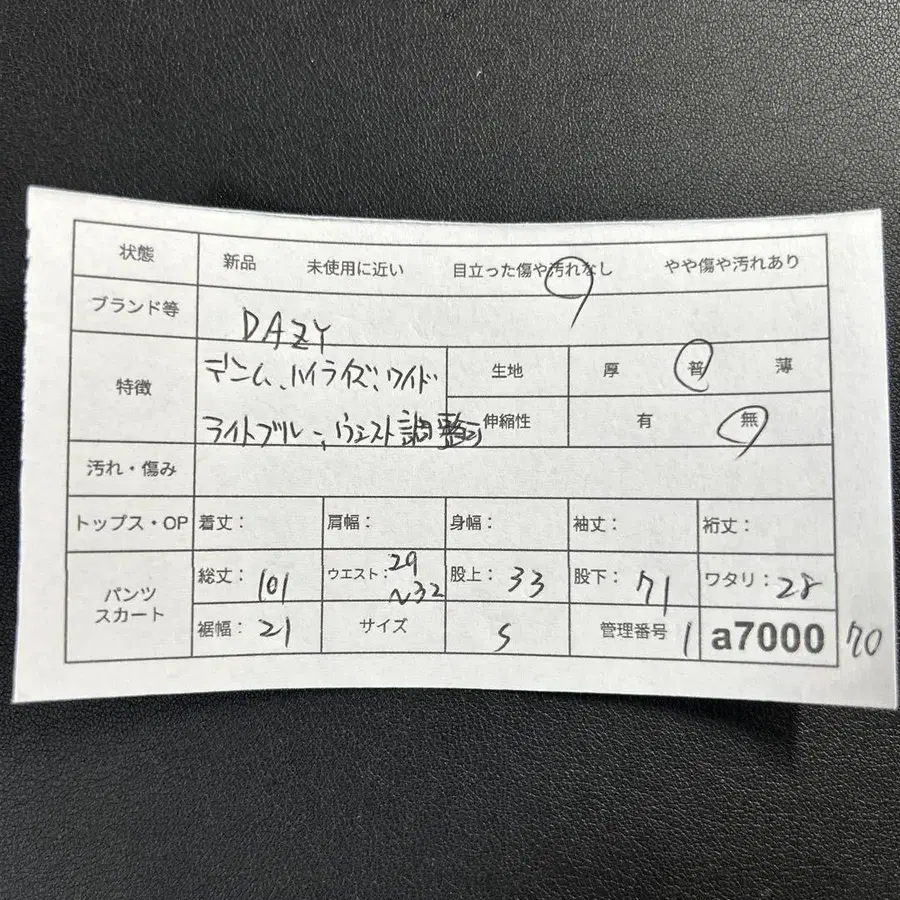 状態 新品 未使用に近い 目立った傷や汚れなし やや傷や汚れあり
ブランド等 DAZY
特徴 デニム、ハイライズ、ワイド 生地 厚 普 薄
ライトブルー、ウエスト調整可 伸縮性 有 無
汚れ・傷み
トップス・OP 着丈: 肩幅: 身幅: 袖丈: 裄丈:
パンツ スカート 総丈: 101 ウエスト: 29 ~32 股上: 33 股下: 71 ワタリ: 28
裾幅: 21 サイズ S 管理番号 1 a7000 70